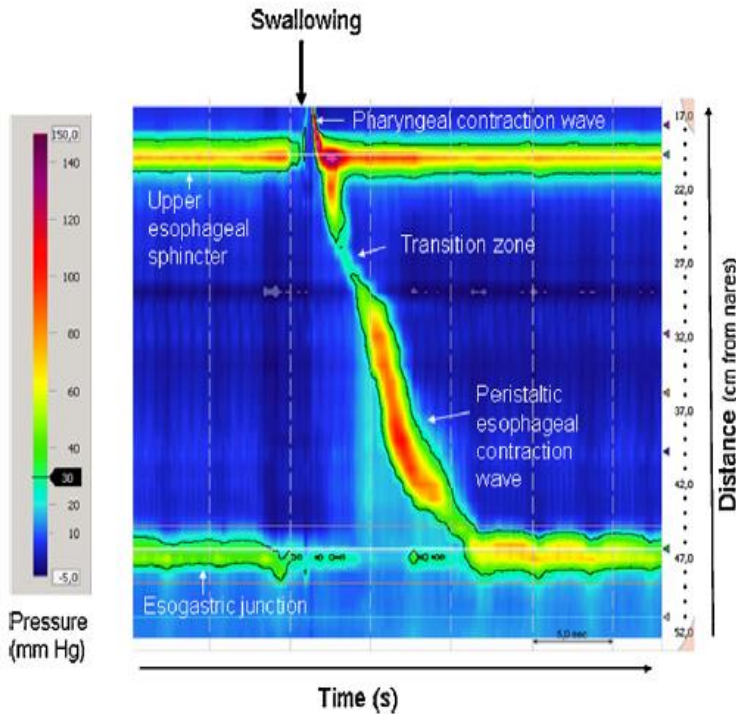 Swallowing
150,0
140
120
100
80
60
40
30
20
10
-5,0
Pressure
(mm Hg)
Pharyngeal contraction wave
Upper
esophageal
sphincter
Transition zone
Peristaltic
esophageal
contraction
wave
Esogastric junction
5,0 sec
17,0
22,0
27,0
32,0
37,0
42,0
47,0
52,0
Distance (cm from nares)
Time (s)